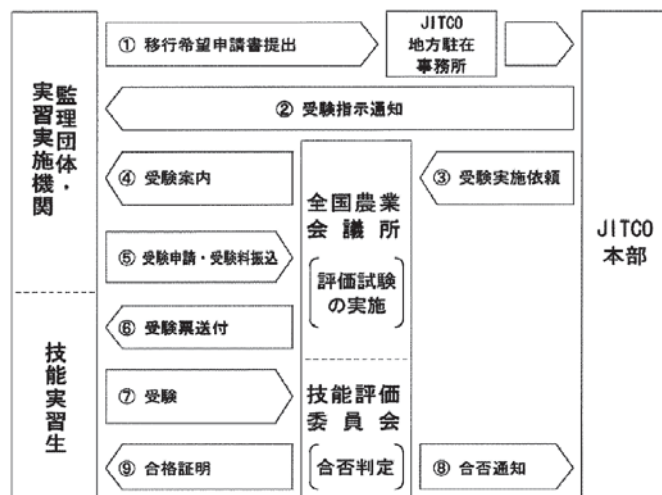 ① 移行希望申請書提出
JITCO
地方駐在
事務所
② 受験指示通知
監理団体・
実習実施機関
④ 受験案内
全国農業
会議所
③ 受験実施依頼
JITCO
本部
⑤ 受験申請・受験料振込
評価試験
の実施
⑥ 受験票送付
技能実習生
⑦ 受験
技能評価
委員会
⑨ 合格証明
合否判定
⑧ 合否通知